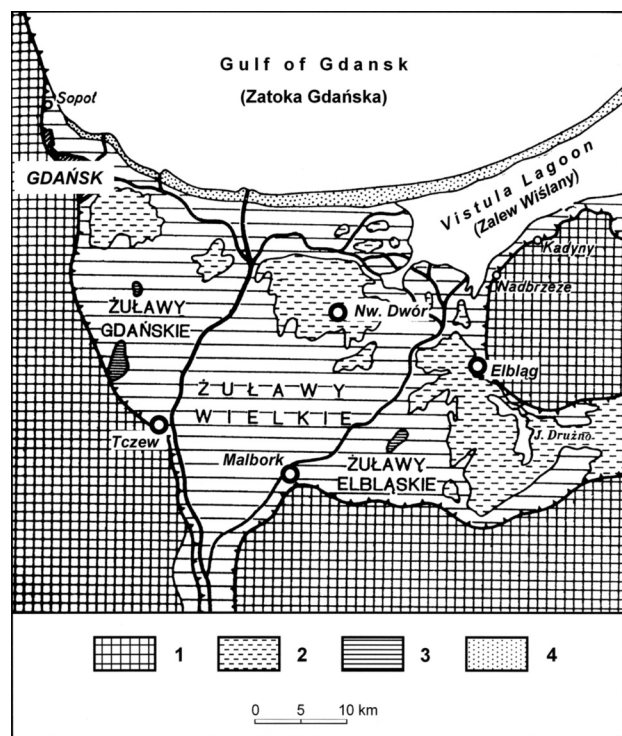 Gulf of Gdansk
(Zatoka Gdańska)
Sopot
GDAŃSK
Vistula Lagoon
(Zalew Wiślany)
Kadyny
Nadbrzeże
ŻUŁAWY
GDAŃSKIE
Nw. Dwór
Elbląg
ŻUŁAWY
WIELKIE
Tczew
J. Drużno
Malbork
ŻUŁAWY
ELBLĄSKIE
1 2 3 4
0 5 10 km